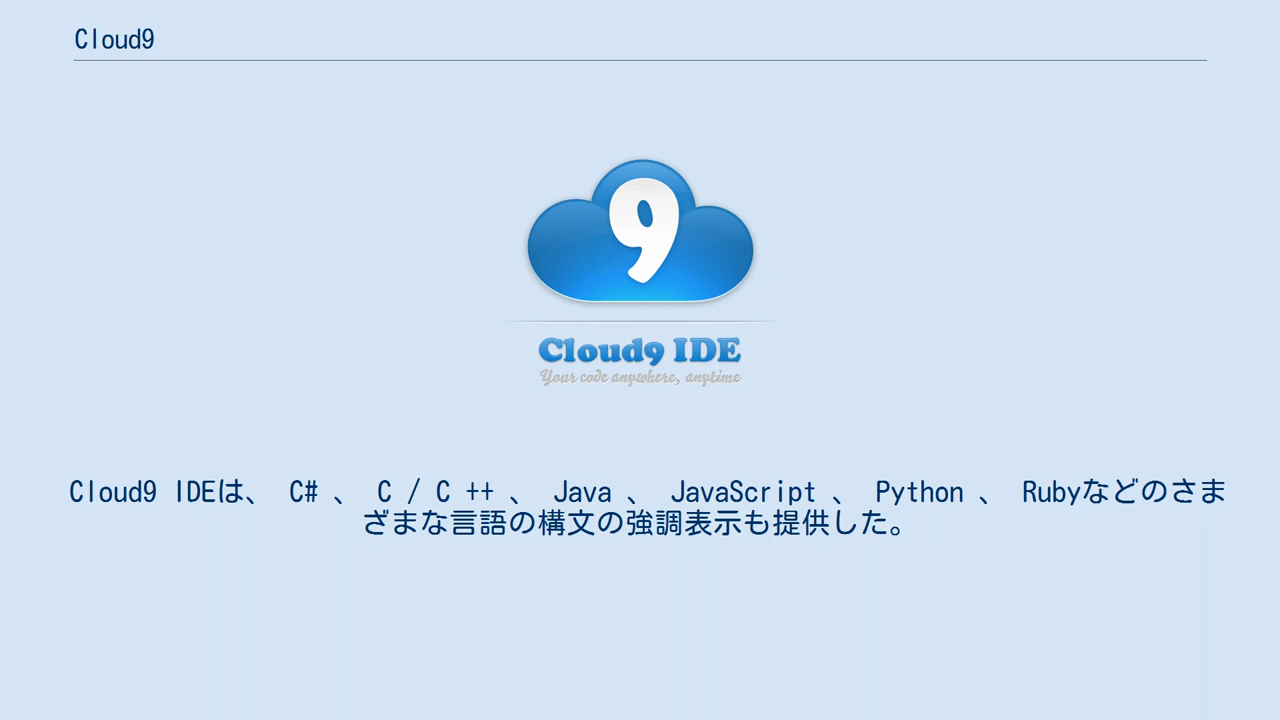 Cloud9
9
Cloud9 IDE
Your code anywhere, anytime
Cloud9 IDEは、 C# 、 C / C ++ 、 Java 、 JavaScript 、 Python 、 Rubyなどのさま
ざまな言語の構文の強調表示も提供した。